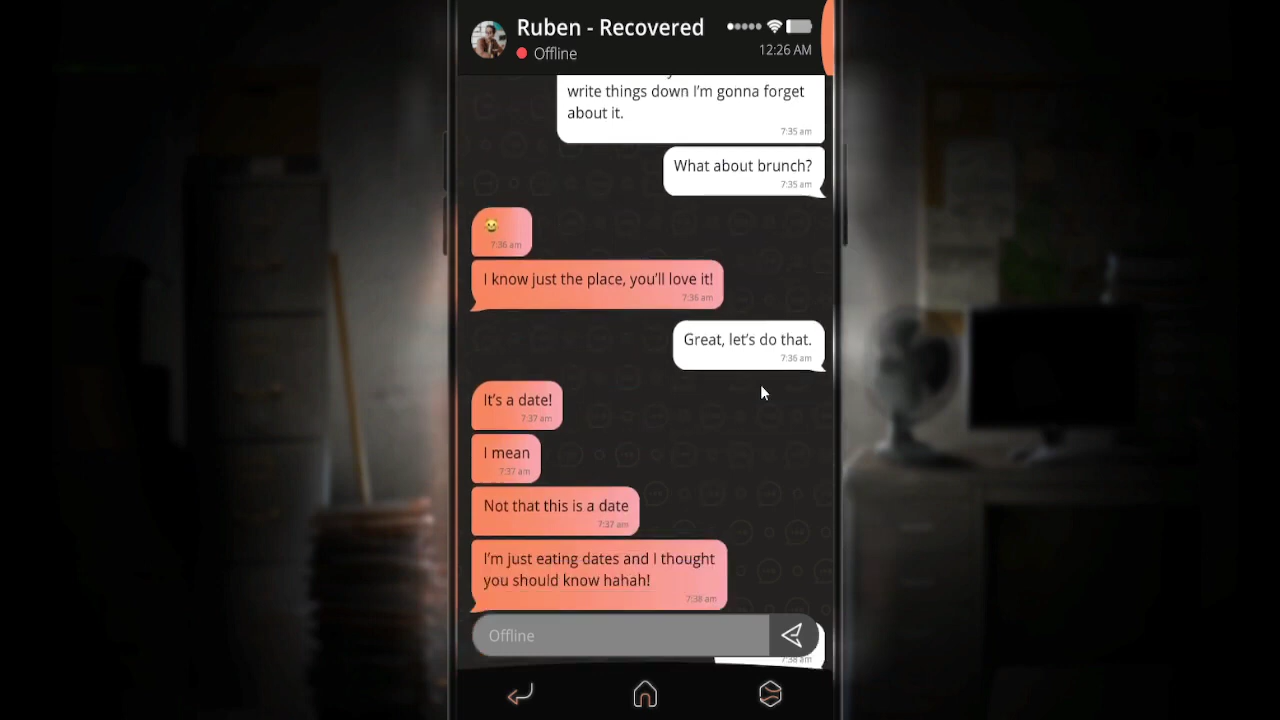 Ruben - Recovered
Offline
12:26 AM
write things down I'm gonna forget
about it.
7:35 am
What about brunch?
7:35 am
7:36 am
I know just the place, you'll love it!
7:36 am
Great, let's do that.
7:36 am
It's a date!
7:37 am
I mean
7:37 am
Not that this is a date
7:37 am
I'm just eating dates and I thought
you should know hahah!
7:38 am
Offline
7:38 am